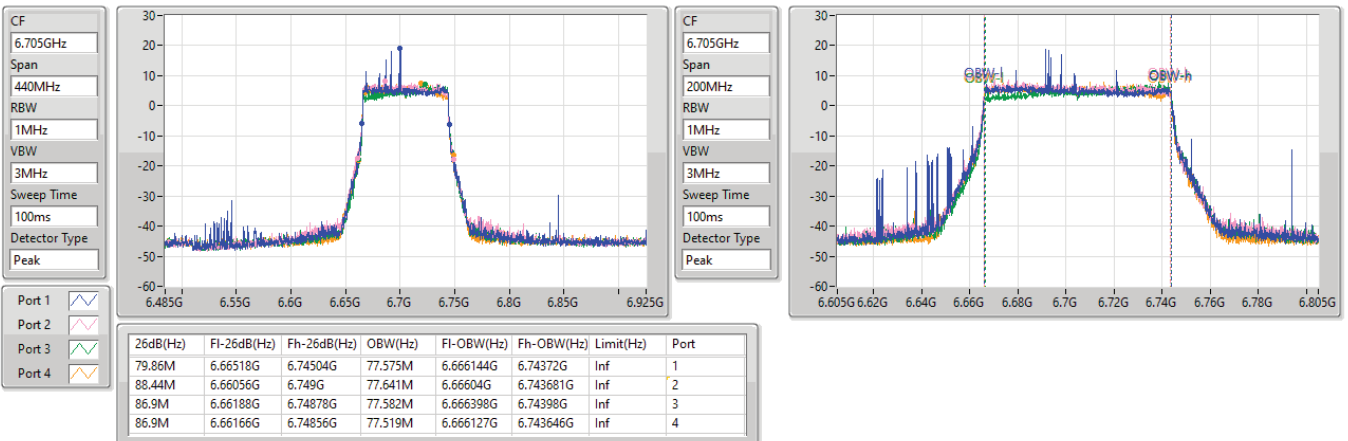 CF
6.705GHz
Span
440MHz
RBW
1MHz
VBW
3MHz
Sweep Time
100ms
Detector Type
Peak
30
20
10
0
-10
-20
-30
-40
-50
-60
6.485G 6.55G 6.6G 6.65G 6.7G 6.75G 6.8G 6.85G 6.925G
CF
6.705GHz
Span
200MHz
RBW
1MHz
VBW
3MHz
Sweep Time
100ms
Detector Type
Peak
30
20
10
0
-10
-20
-30
-40
-50
-60
OBW-l OBW-h
6.605G 6.62G 6.64G 6.66G 6.68G 6.7G 6.72G 6.74G 6.76G 6.78G 6.805G
Port 1
Port 2
Port 3
Port 4
26dB(Hz) Fl-26dB(Hz) Fh-26dB(Hz) OBW(Hz) Fl-OBW(Hz) Fh-OBW(Hz) Limit(Hz) Port
79.86M 6.66518G 6.74504G 77.575M 6.666144G 6.74372G Inf 1
88.44M 6.66056G 6.749G 77.641M 6.66604G 6.743681G Inf 2
86.9M 6.66188G 6.74878G 77.582M 6.666398G 6.74398G Inf 3
86.9M 6.66166G 6.74856G 77.519M 6.666127G 6.743646G Inf 4